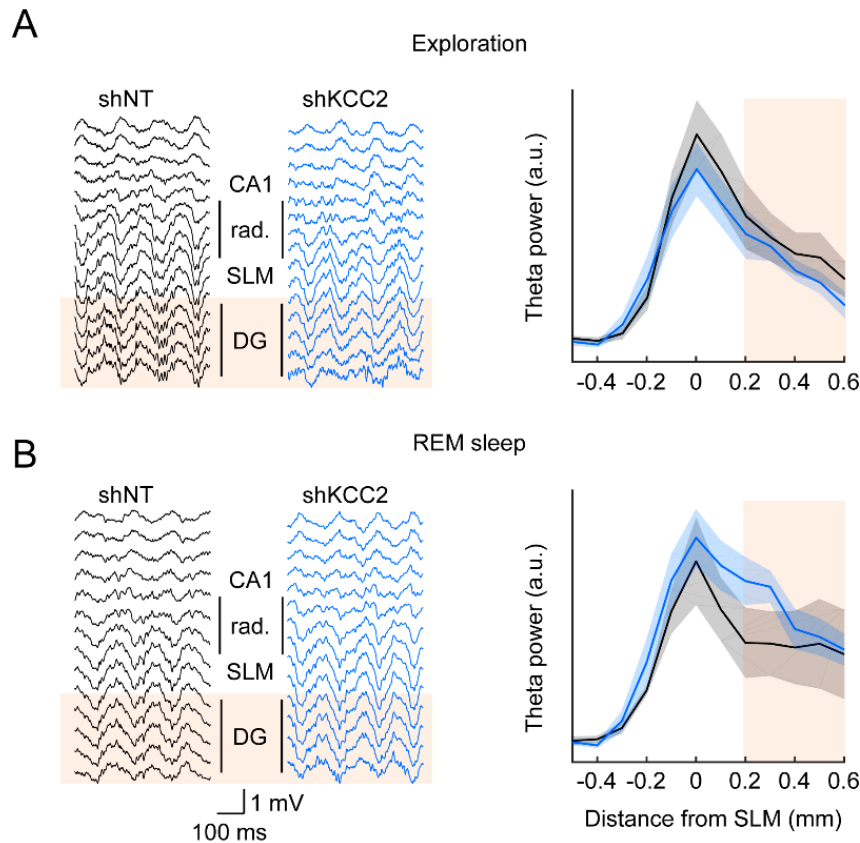 A
Exploration
shNT
shKCC2
CA1
rad.
SLM
DG
Theta power (a.u.)
-0.4 -0.2 0 0.2 0.4 0.6
B
REM sleep
shNT
shKCC2
CA1
rad.
SLM
DG
1 mV
100 ms
Theta power (a.u.)
-0.4 -0.2 0 0.2 0.4 0.6
Distance from SLM (mm)